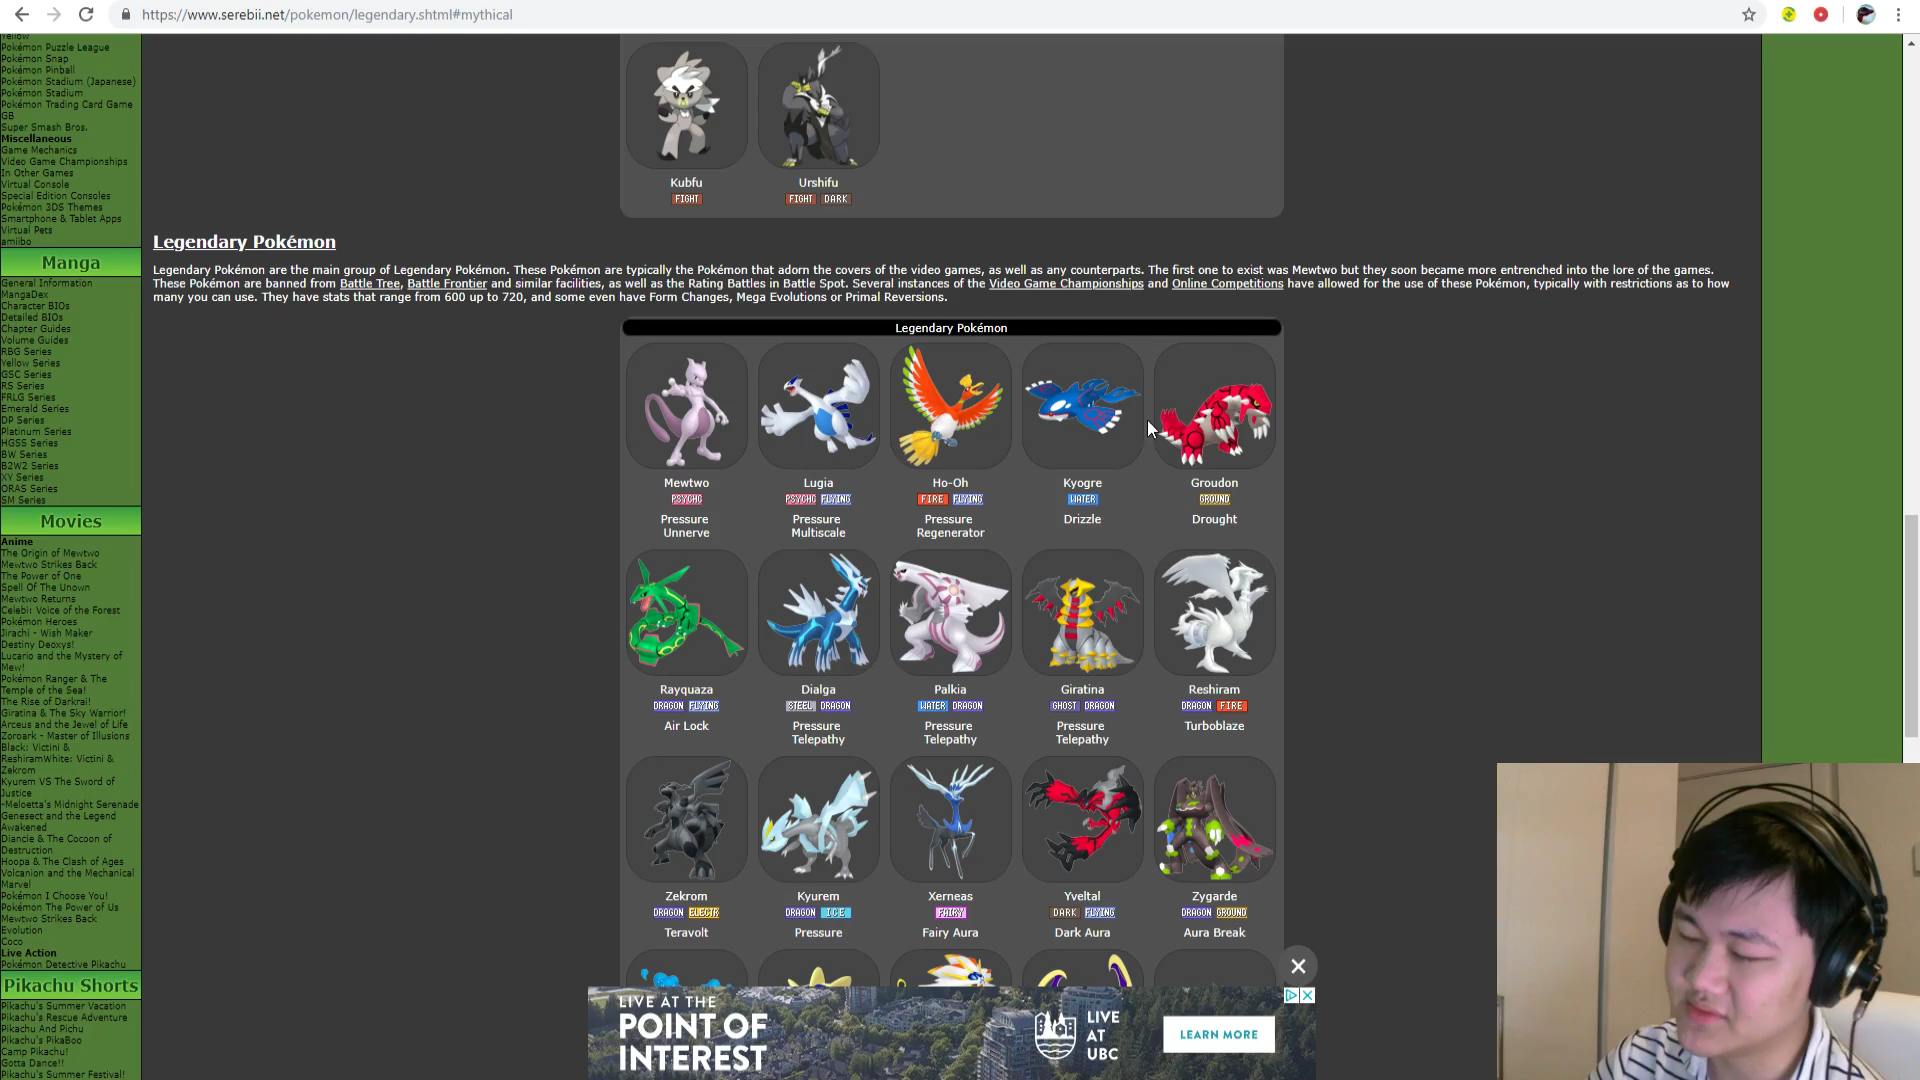 https://www.serebii.net/pokemon/legendary.shtml#mythical
Yellow
Pokémon Puzzle League
Pokémon Snap
Pokémon Pinball
Pokémon Stadium (Japanese)
Pokémon Stadium
Pokémon Trading Card Game
GB
Super Smash Bros.
Miscellaneous
Game Mechanics
Video Game Championships
In Other Games
Virtual Console
Special Edition Consoles
Pokémon 3DS Themes
Smartphone & Tablet Apps
Virtual Pets
amiibo
Manga
General Information
MangaDex
Character BIOs
Detailed BIOs
Chapter Guides
Volume Guides
RBG Series
Yellow Series
GSC Series
RS Series
FRLG Series
Emerald Series
DP Series
Platinum Series
HGSS Series
BW Series
B2W2 Series
XY Series
ORAS Series
SM Series
Movies
Anime
The Origin of Mewtwo
Mewtwo Strikes Back
The Power of One
Spell Of The Unown
Mewtwo Returns
Celebi: Voice of the Forest
Pokémon Heroes
Jirachi - Wish Maker
Destiny Deoxys!
Lucario and the Mystery of
Mew!
Pokémon Ranger & The
Temple of the Sea!
The Rise of Darkrai!
Giratina & The Sky Warrior!
Arceus and the Jewel of Life
Zoroark - Master of Illusions
Black: Victini &
ReshiramWhite: Victini &
Zekrom
Kyurem VS The Sword of
Justice
-Meloetta's Midnight Serenade
Genesect and the Legend
Awakened
Diancie & The Cocoon of
Destruction
Hoopa & The Clash of Ages
Volcanion and the Mechanical
Marvel
Pokémon I Choose You!
Pokémon The Power of Us
Mewtwo Strikes Back
Evolution
Coco
Live Action
Pokémon Detective Pikachu
Pikachu Shorts
Pikachu's Summer Vacation
Pikachu's Rescue Adventure
Pikachu And Pichu
Pikachu's PikaBoo
Camp Pikachu!
Gotta Dance!!
Pikachu's Summer Festival!
Kubfu Urshifu
FIGHT FIGHT DARK
Legendary Pokémon
Legendary Pokémon are the main group of Legendary Pokémon. These Pokémon are typically the Pokémon that adorn the covers of the video games, as well as any counterparts. The first one to exist was Mewtwo but they soon became more entrenched into the lore of the games.
These Pokémon are banned from Battle Tree, Battle Frontier and similar facilities, as well as the Rating Battles in Battle Spot. Several instances of the Video Game Championships and Online Competitions have allowed for the use of these Pokémon, typically with restrictions as to how
many you can use. They have stats that range from 600 up to 720, and some even have Form Changes, Mega Evolutions or Primal Reversions.
Legendary Pokémon
Mewtwo Lugia Ho-Oh Kyogre Groudon
PSYCHC PSYCHC FLYING FIRE FLYING WATER GROUND
Pressure Pressure Pressure Drizzle Drought
Unnerve Multiscale Regenerator
Rayquaza Dialga Palkia Giratina Reshiram
DRAGON FLYING STEEL DRAGON WATER DRAGON GHOST DRAGON DRAGON FIRE
Air Lock Pressure Pressure Pressure Turboblaze
Telepathy Telepathy Telepathy
Zekrom Kyurem Xerneas Yveltal Zygarde
DRAGON ELECTR DRAGON ICE FAIRY DARK FLYING DRAGON GROUND
Teravolt Pressure Fairy Aura Dark Aura Aura Break
LIVE AT THE
POINT OF
INTEREST
LIVE
AT
UBC
LEARN MORE